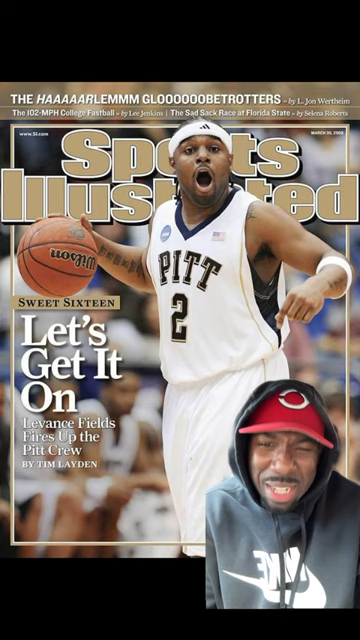 THE HAAAAARLEMMM GLOOOOOOBETROTTERS – by L. Jon Wertheim
The 102-MPH College Fastball – by Lee Jenkins | The Sad Sack Race at Florida State – by Selena Roberts
www.SI.com
MARCH 30, 2009
Sports
Illustrated
Wilson
PITT
2
SWEET SIXTEEN
Let's
Get It
On
Levance Fields
Fires Up the
Pitt Crew
BY TIM LAYDEN
NIKE